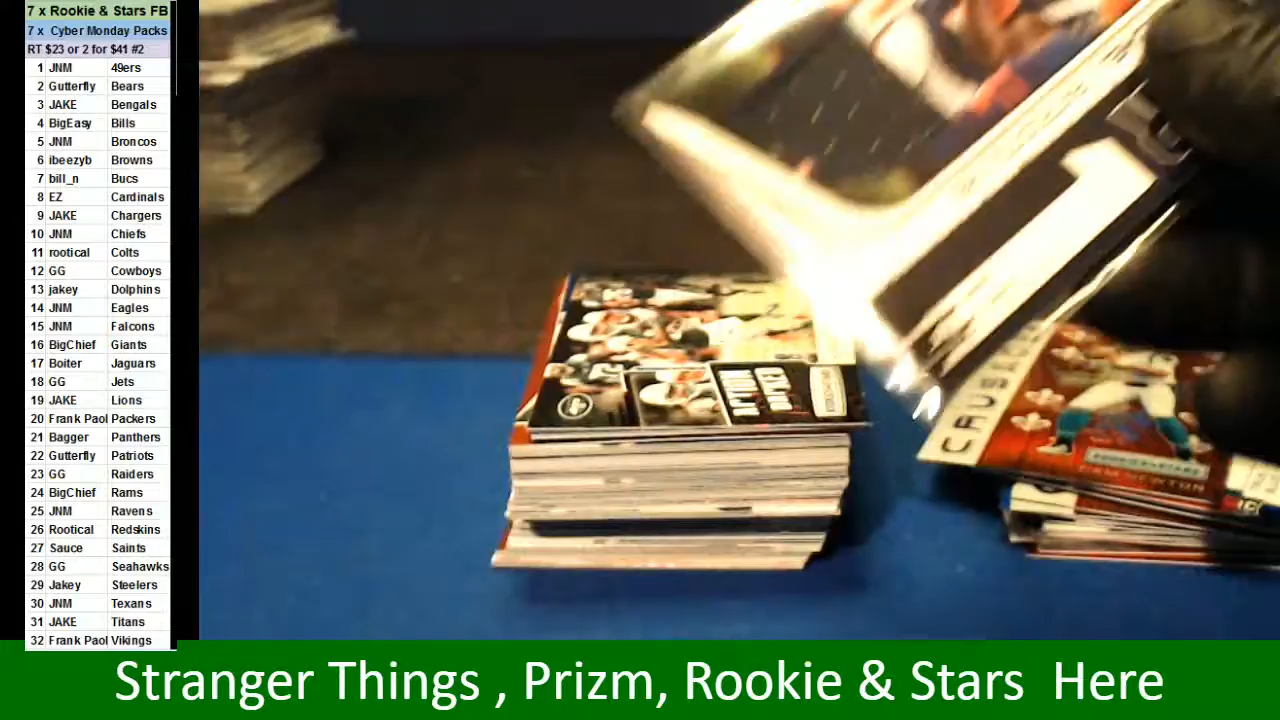 7 x Rookie & Stars FB
7 x Cyber Monday Packs
RT $23 or 2 for $41 #2
1 JNM 49ers
2 Gutterfly Bears
3 JAKE Bengals
4 BigEasy Bills
5 JNM Broncos
6 ibeezyb Browns
7 bill_n Bucs
8 EZ Cardinals
9 JAKE Chargers
10 JNM Chiefs
11 rootical Colts
12 GG Cowboys
13 jakey Dolphins
14 JNM Eagles
15 JNM Falcons
16 BigChief Giants
17 Boiter Jaguars
18 GG Jets
19 JAKE Lions
20 Frank Paol Packers
21 Bagger Panthers
22 Gutterfly Patriots
23 GG Raiders
24 BigChief Rams
25 JNM Ravens
26 Rootical Redskins
27 Sauce Saints
28 GG Seahawks
29 Jakey Steelers
30 JNM Texans
31 JAKE Titans
32 Frank Paol Vikings
1
CRUSADE
CAM NEWTON
Stranger Things , Prizm, Rookie & Stars Here